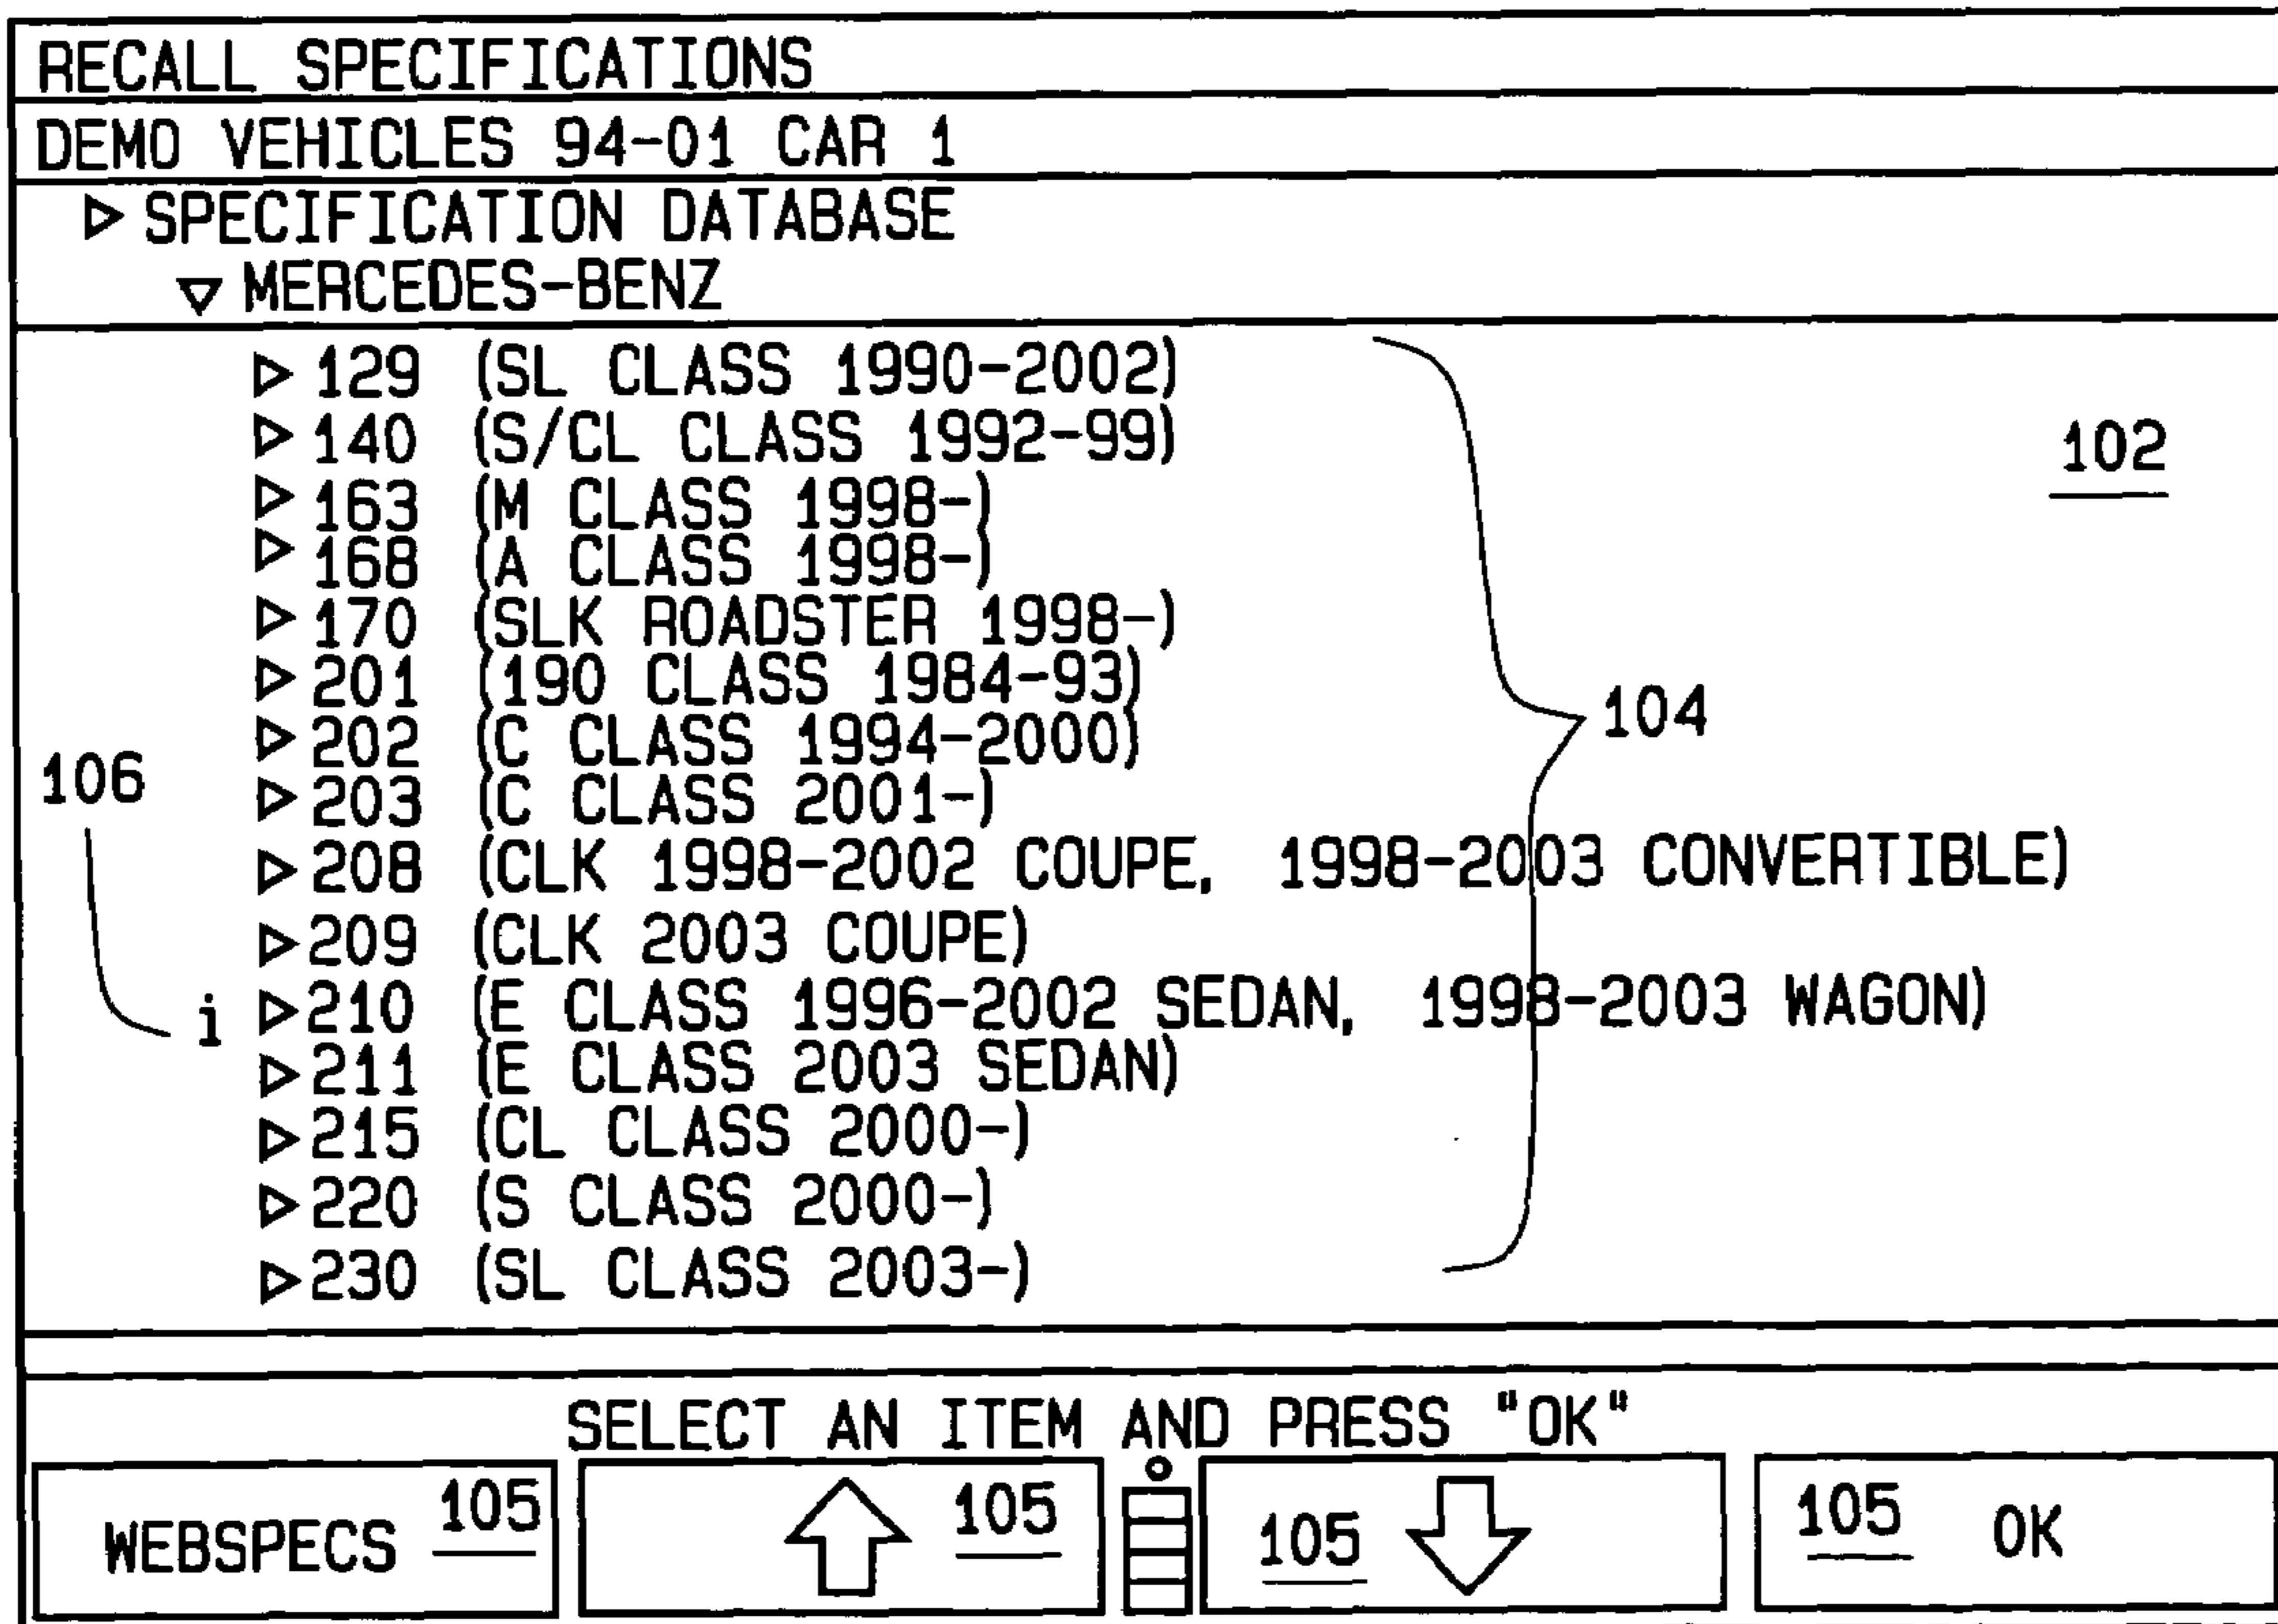 RECALL SPECIFICATIONS
DEMO VEHICLES 94-01 CAR 1
▷ SPECIFICATION DATABASE
▽ MERCEDES-BENZ
▷ 129 (SL CLASS 1990-2002)
▷ 140 (S/CL CLASS 1992-99)
102
▷ 163 (M CLASS 1998-)
▷ 168 (A CLASS 1998-)
▷ 170 (SLK ROADSTER 1998-)
▷ 201 (190 CLASS 1984-93)
104
▷ 202 (C CLASS 1994-2000)
106
▷ 203 (C CLASS 2001-)
▷ 208 (CLK 1998-2002 COUPE, 1998-2003 CONVERTIBLE)
▷ 209 (CLK 2003 COUPE)
i ▷ 210 (E CLASS 1996-2002 SEDAN, 1998-2003 WAGON)
▷ 211 (E CLASS 2003 SEDAN)
▷ 215 (CL CLASS 2000-)
▷ 220 (S CLASS 2000-)
▷ 230 (SL CLASS 2003-)
SELECT AN ITEM AND PRESS "OK"
WEBSPECS 105 105 105 105 OK